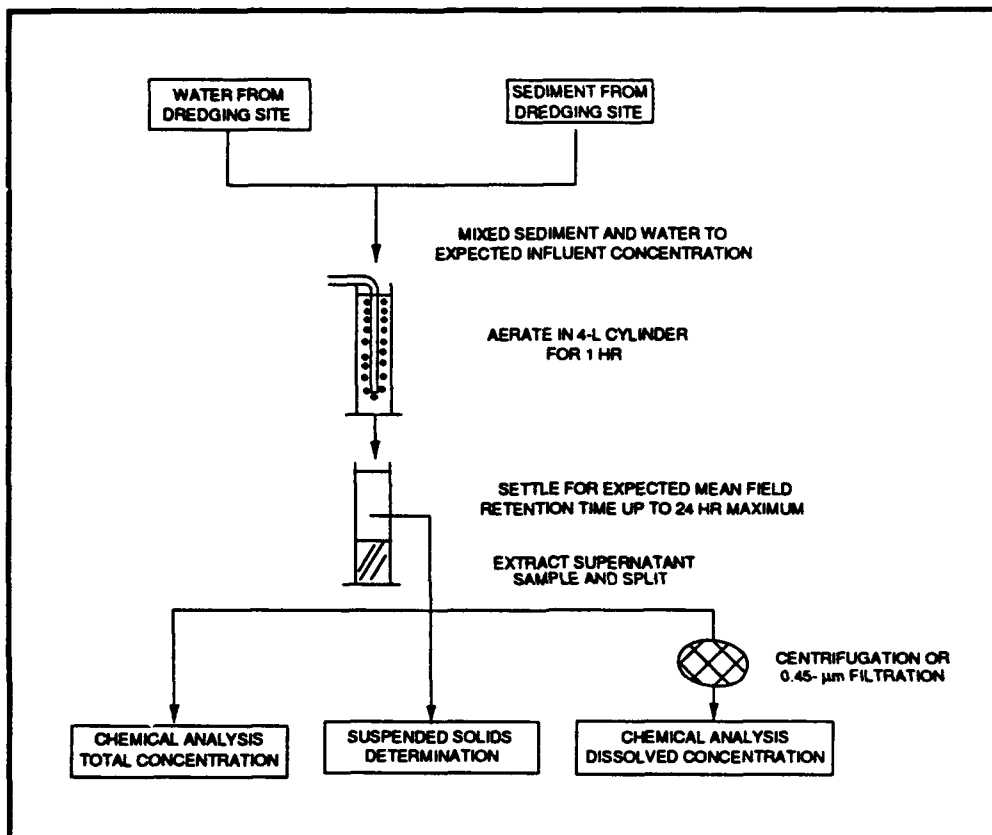 WATER FROM
DREDGING SITE
SEDIMENT FROM
DREDGING SITE
MIXED SEDIMENT AND WATER TO
EXPECTED INFLUENT CONCENTRATION
AERATE IN 4-L CYLINDER
FOR 1 HR
SETTLE FOR EXPECTED MEAN FIELD
RETENTION TIME UP TO 24 HR MAXIMUM
EXTRACT SUPERNATANT
SAMPLE AND SPLIT
CENTRIFUGATION OR
0.45- µm FILTRATION
CHEMICAL ANALYSIS
TOTAL CONCENTRATION
SUSPENDED SOLIDS
DETERMINATION
CHEMICAL ANALYSIS
DISSOLVED CONCENTRATION